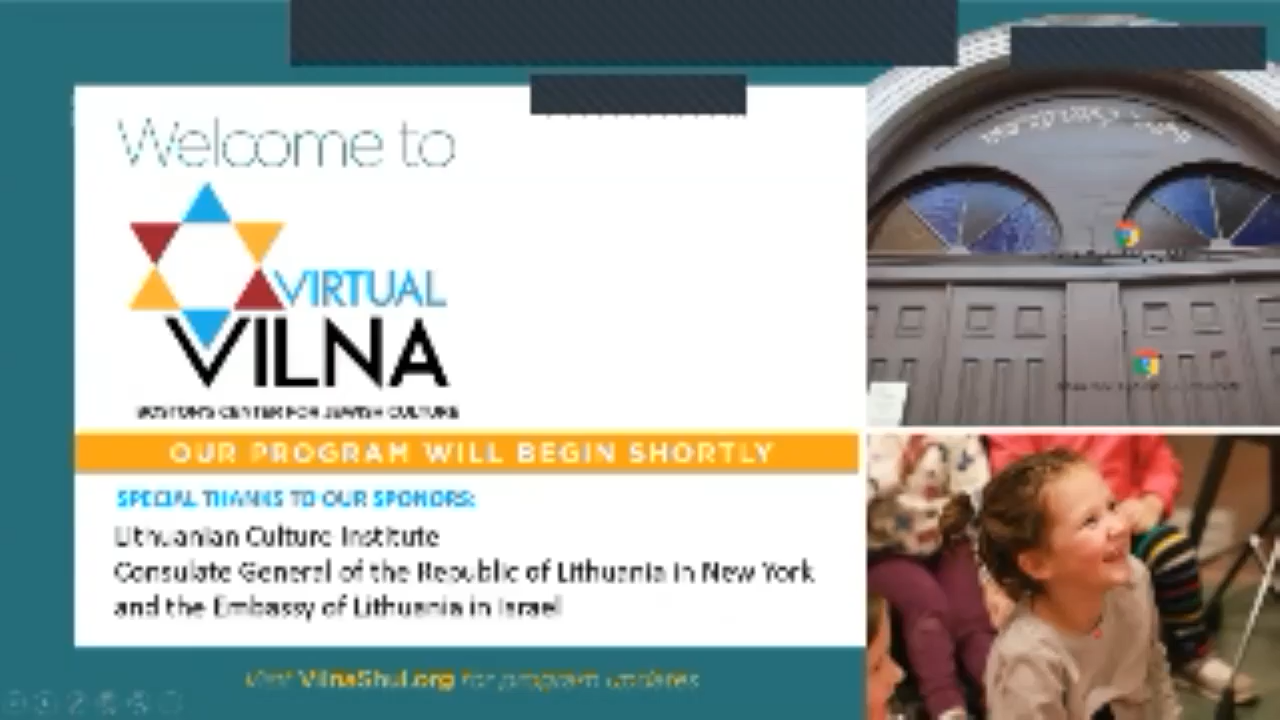 Welcome to
VIRTUAL
VILNA
BOSTON'S CENTER FOR JEWISH CULTURE
OUR PROGRAM WILL BEGIN SHORTLY
SPECIAL THANKS TO OUR SPONORS:
Lithuanian Culture Institute
Consulate General of the Republic of Lithuania in New York
and the Embassy of Lithuania in Israel
Visit VilnaShul.org for program updates